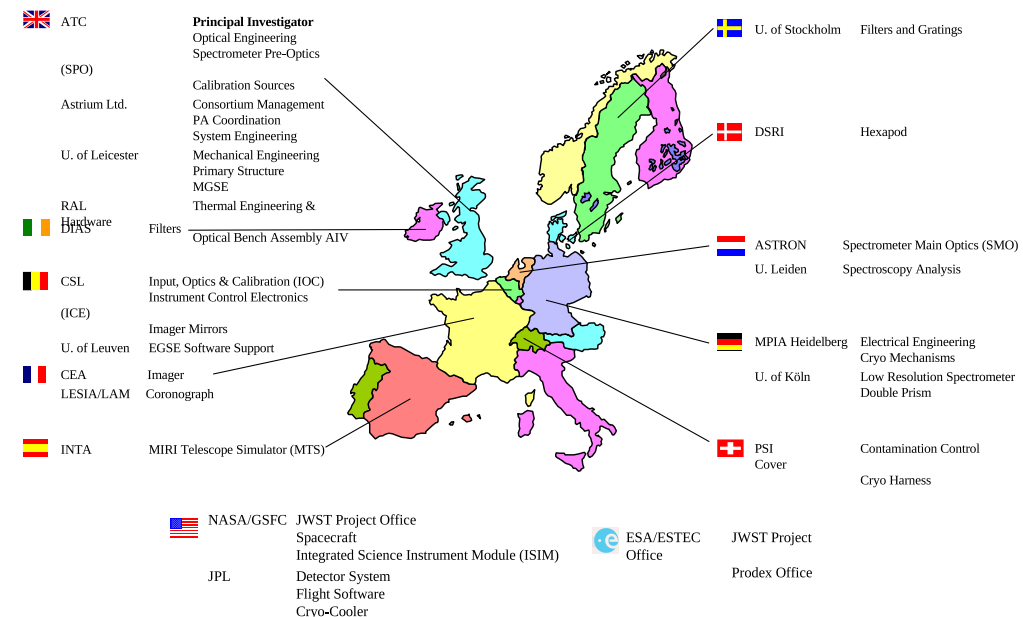 ATC Principal Investigator
Optical Engineering
Spectrometer Pre-Optics
(SPO)
Calibration Sources
Astrium Ltd. Consortium Management
PA Coordination
System Engineering
U. of Leicester Mechanical Engineering
Primary Structure
MGSE
RAL Thermal Engineering &
Hardware
Optical Bench Assembly AIV
DIAS Filters
CSL Input, Optics & Calibration (IOC)
Instrument Control Electronics
(ICE)
Imager Mirrors
U. of Leuven EGSE Software Support
CEA Imager
LESIA/LAM Coronograph
INTA MIRI Telescope Simulator (MTS)
U. of Stockholm Filters and Gratings
DSRI Hexapod
ASTRON Spectrometer Main Optics (SMO)
U. Leiden Spectroscopy Analysis
MPIA Heidelberg Electrical Engineering
Cryo Mechanisms
U. of Köln Low Resolution Spectrometer
Double Prism
PSI Contamination Control
Cover
Cryo Harness
NASA/GSFC JWST Project Office
Spacecraft
Integrated Science Instrument Module (ISIM)
JPL Detector System
Flight Software
Cryo-Cooler
ESA/ESTEC JWST Project
Office
Prodex Office